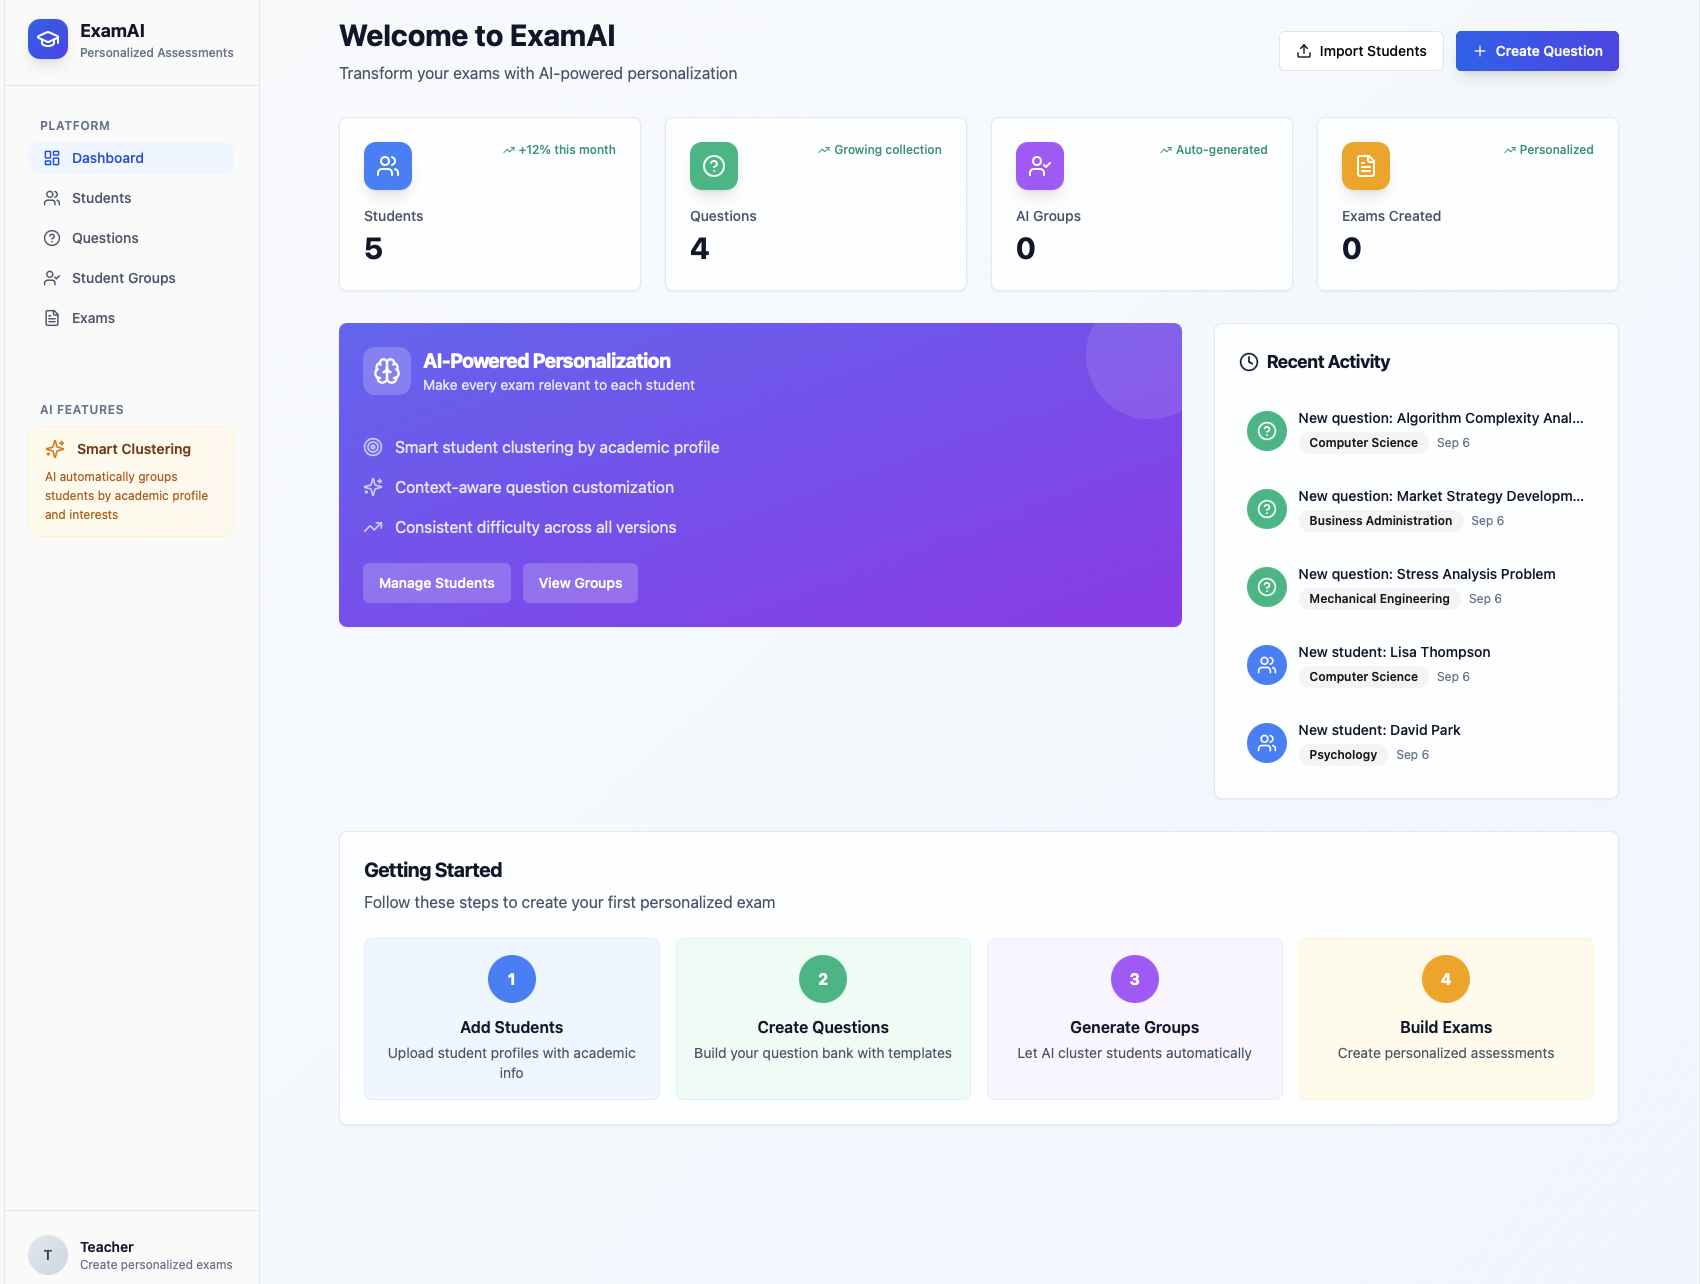 ExamAI
Personalized Assessments
PLATFORM
Dashboard
Students
Questions
Student Groups
Exams
AI FEATURES
Smart Clustering
AI automatically groups
students by academic profile
and interests
T
Teacher
Create personalized exams
Welcome to ExamAI
Transform your exams with AI-powered personalization
Import Students
Create Question
+12% this month
Students
5
Growing collection
Questions
4
Auto-generated
AI Groups
0
Personalized
Exams Created
0
AI-Powered Personalization
Make every exam relevant to each student
Smart student clustering by academic profile
Context-aware question customization
Consistent difficulty across all versions
Manage Students
View Groups
Recent Activity
New question: Algorithm Complexity Anal...
Computer Science Sep 6
New question: Market Strategy Developm...
Business Administration Sep 6
New question: Stress Analysis Problem
Mechanical Engineering Sep 6
New student: Lisa Thompson
Computer Science Sep 6
New student: David Park
Psychology Sep 6
Getting Started
Follow these steps to create your first personalized exam
1
Add Students
Upload student profiles with academic
info
2
Create Questions
Build your question bank with templates
3
Generate Groups
Let AI cluster students automatically
4
Build Exams
Create personalized assessments